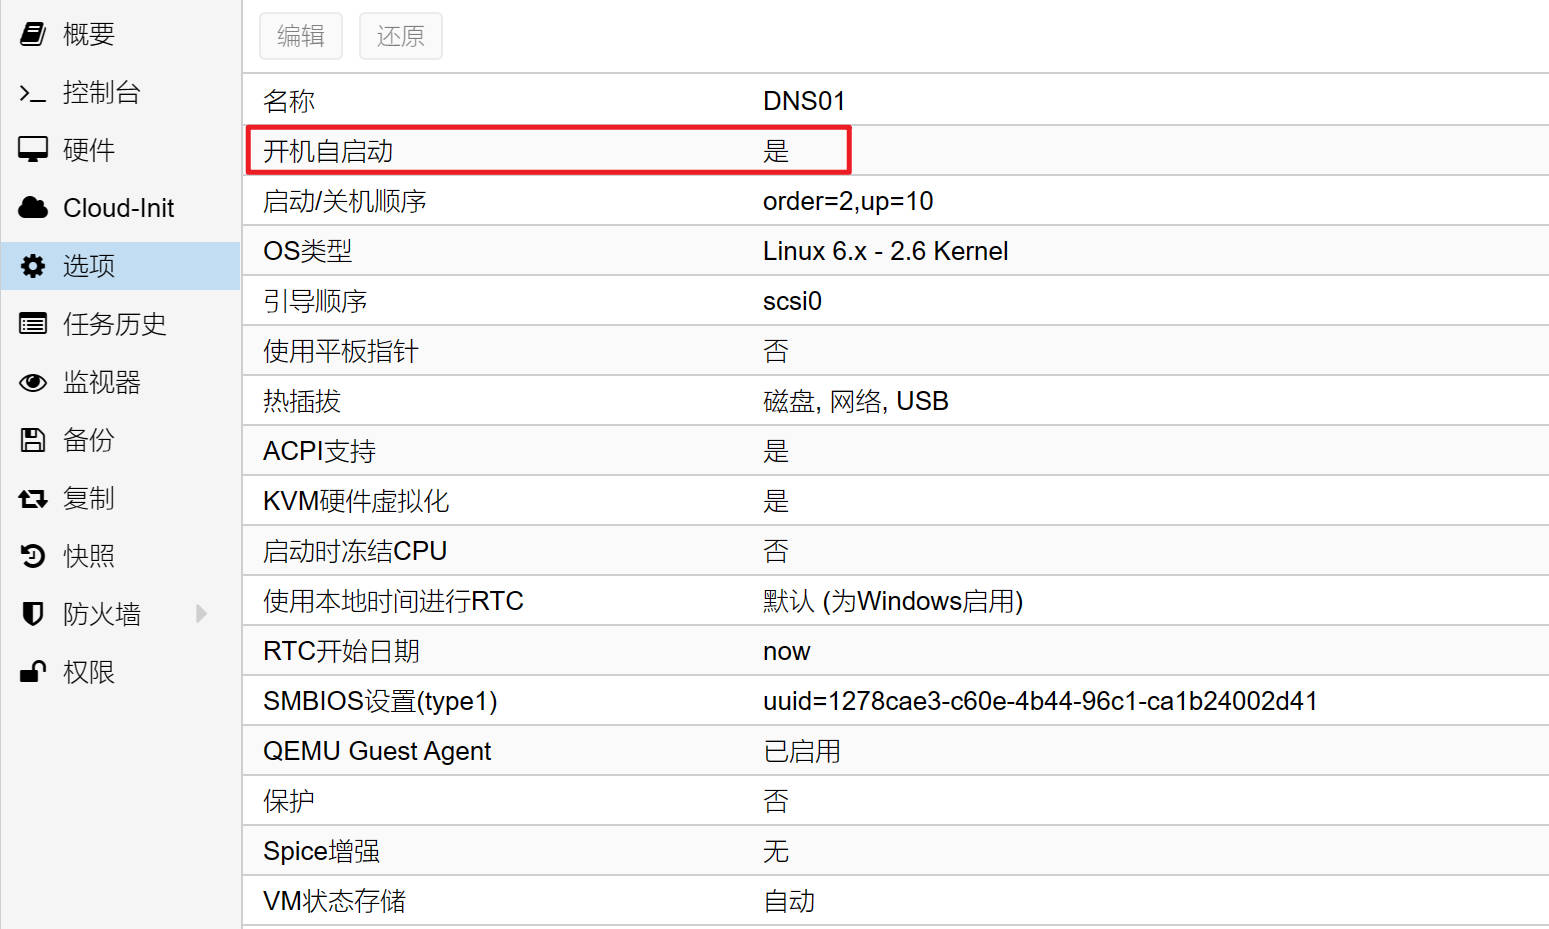 概要
控制台
硬件
Cloud-Init
选项
任务历史
监视器
备份
复制
快照
防火墙
权限
编辑 还原
名称 DNS01
开机自启动 是
启动/关机顺序 order=2,up=10
OS类型 Linux 6.x - 2.6 Kernel
引导顺序 scsi0
使用平板指针 否
热插拔 磁盘, 网络, USB
ACPI支持 是
KVM硬件虚拟化 是
启动时冻结CPU 否
使用本地时间进行RTC 默认 (为Windows启用)
RTC开始日期 now
SMBIOS设置(type1) uuid=1278cae3-c60e-4b44-96c1-ca1b24002d41
QEMU Guest Agent 已启用
保护 否
Spice增强 无
VM状态存储 自动